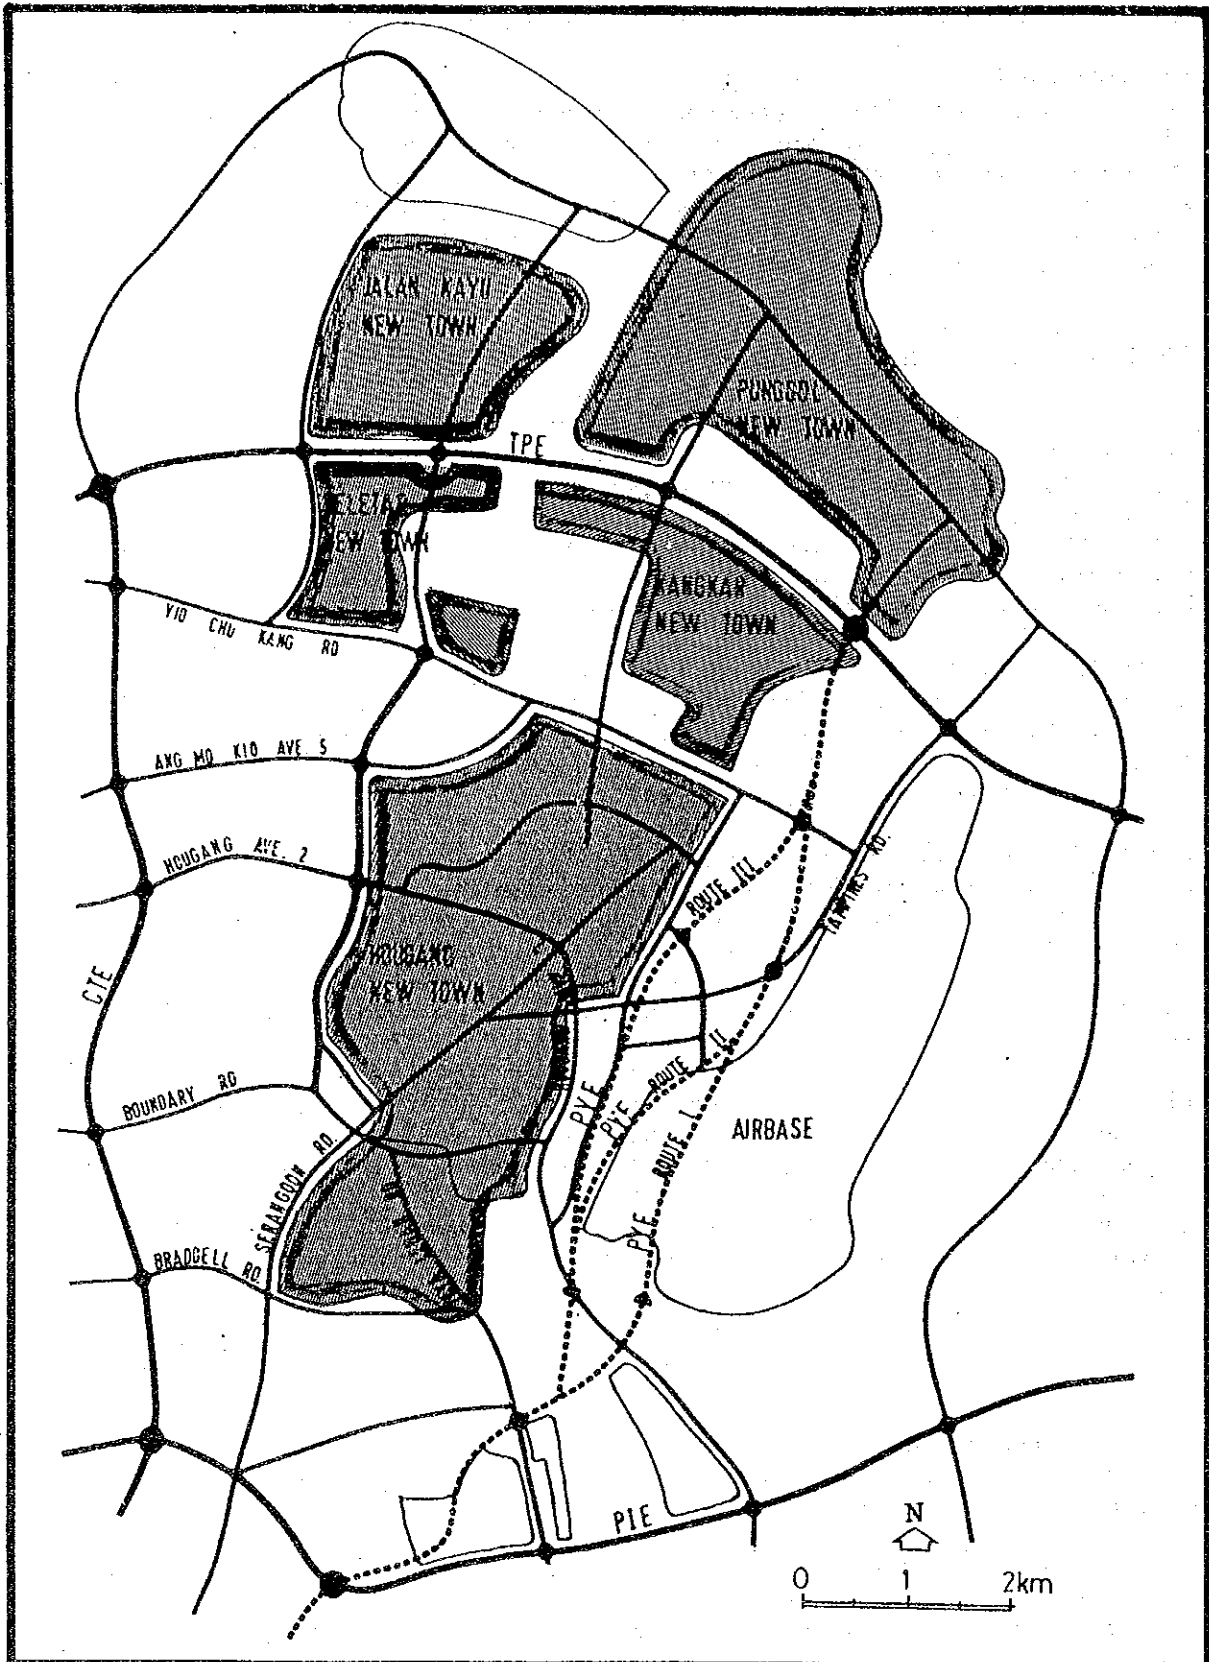 JALAN KAYU
NEW TOWN
PUNGGOL
NEW TOWN
TPE
SELETAR
NEW TOWN
KANGKAR
NEW TOWN
YIO CHU KANG RD
ANG MO KIO AVE 5
HOUGANG AVE. 2
ROUTE III
TAMPINES RD.
HOUGANG
NEW TOWN
CTE
ROUTE II
PYE
PYE
BOUNDARY RD
ROUTE I
AIRBASE
SERANGOON RD.
PYE
BRADGELL RD.
PIE
N
0 1 2km